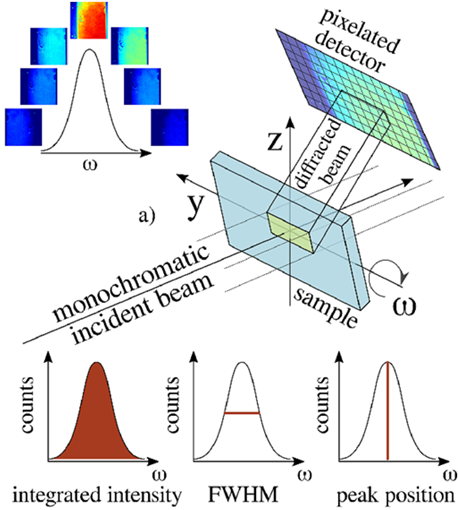 ω
pixelated
detector
z
diffracted
beam
a)
y
monochromatic
incident beam
sample
ω
counts
ω
integrated intensity
counts
ω
FWHM
counts
ω
peak position